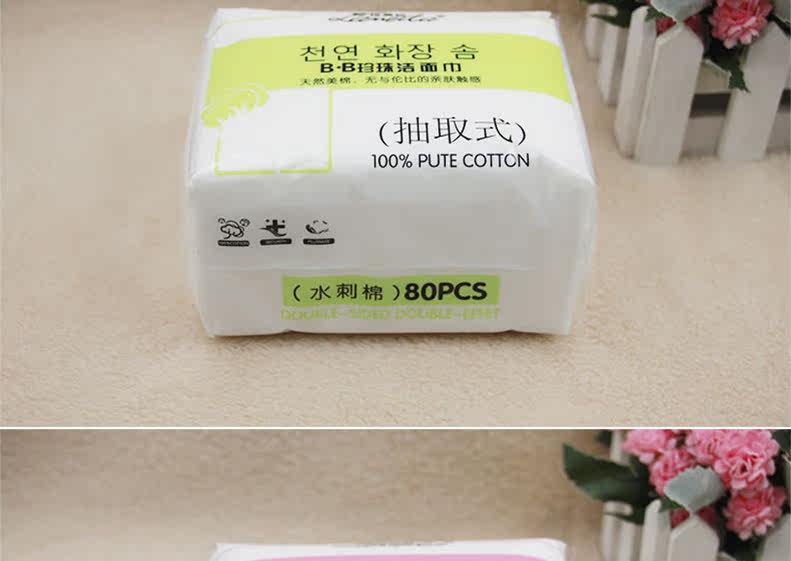 천연 화장 솜
B·B珍珠洁面巾
天然美棉，无与伦比的亲肤触感
(抽取式)
100% PUTE COTTON
(水刺棉)80PCS
DOUBLE-SIDED DOUBLE-EFFET